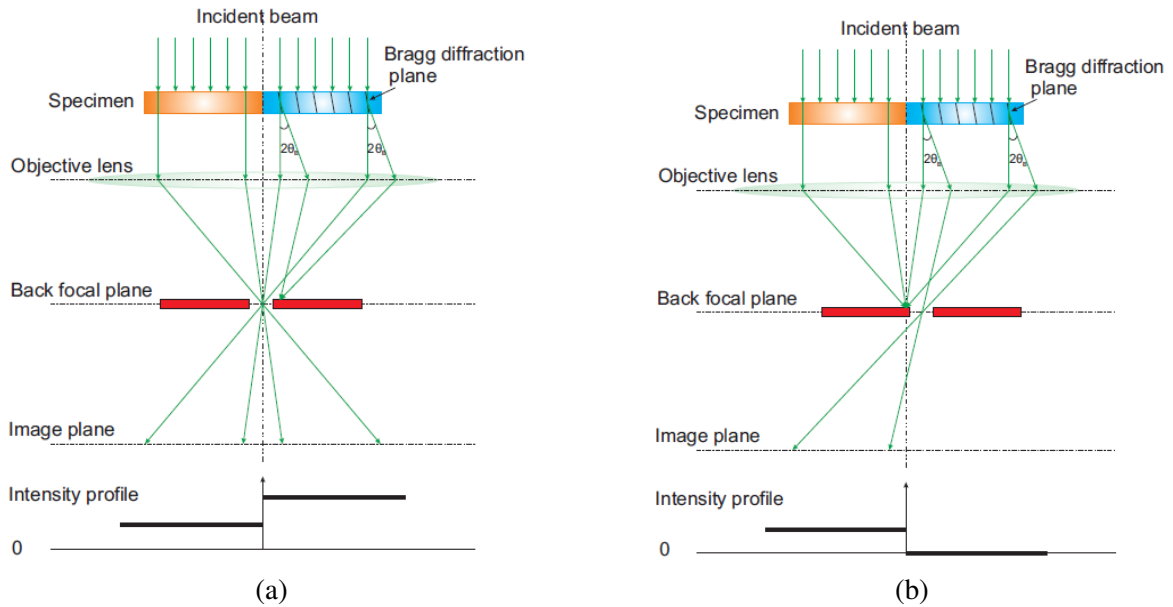 Incident beam
Bragg diffraction
plane
Specimen
2θB
2θB
Objective lens
Back focal plane
Image plane
Intensity profile
0
(a)
Incident beam
Bragg diffraction
plane
Specimen
2θB
2θB
Objective lens
Back focal plane
Image plane
Intensity profile
0
(b)